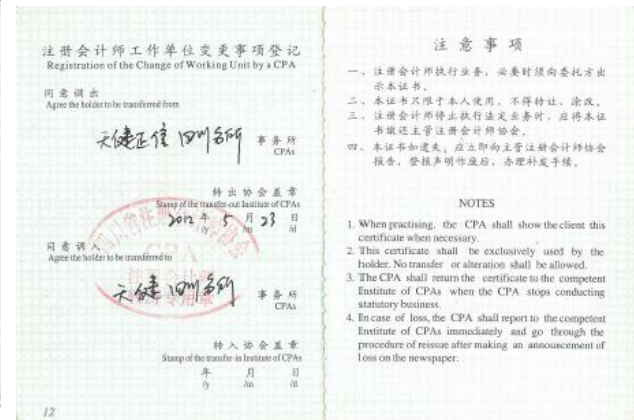 注册会计师工作单位变更事项登记
Registration of the Change of Working Unit by a CPA
同意调出
Agree the holder to be transferred from
天健正信四川分所 事务所
CPAs
转出协会盖章
Stamp of the transfer-out Institute of CPAs
2012年 5月 23日
/y /m /d
同意调入
Agree the holder to be transferred to
天健四川分所 事务所
CPAs
转入协会盖章
Stamp of the transfer-in Institute of CPAs
年 月 日
/y /m /d
12
注意事项
一、注册会计师执行业务，必要时须向委托方出
示本证书。
二、本证书只限于本人使用，不得转让、涂改。
三、注册会计师停止执行法定业务时，应将本证
书缴还主管注册会计师协会。
四、本证书如遗失，应立即向主管注册会计师协会
报告，登报声明作废后，办理补发手续。
NOTES
1. When practising, the CPA shall show the client this
certificate when necessary.
2. This certificate shall be exclusively used by the
holder. No transfer or alteration shall be allowed.
3. The CPA shall return the certificate to the competent
Institute of CPAs when the CPA stops conducting
statutory business.
4. In case of loss, the CPA shall report to the competent
Institute of CPAs immediately and go through the
procedure of reissue after making an announcement of
loss on the newspaper.